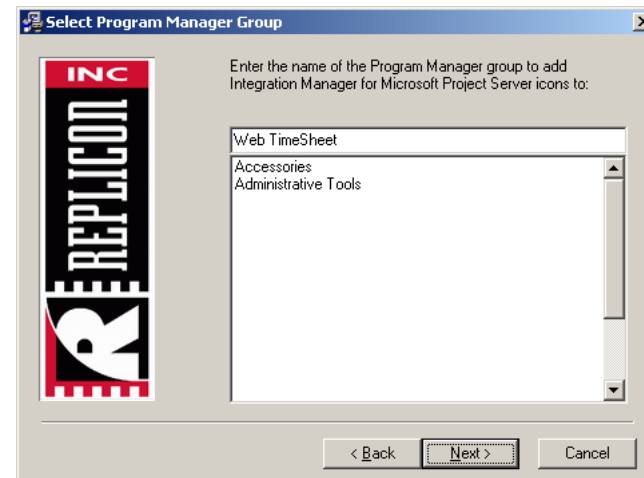 Select Program Manager Group
INC
REPLICON
R
Enter the name of the Program Manager group to add
Integration Manager for Microsoft Project Server icons to:
Web TimeSheet
Accessories
Administrative Tools
< Back
Next >
Cancel